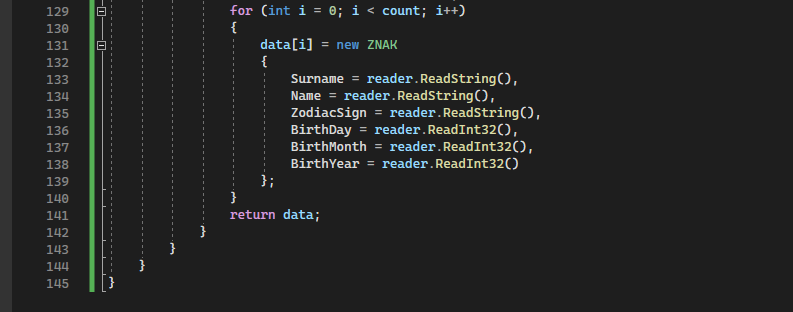 129 for (int i = 0; i < count; i++)
130 {
131 data[i] = new ZNAK
132 {
133 Surname = reader.ReadString(),
134 Name = reader.ReadString(),
135 ZodiacSign = reader.ReadString(),
136 BirthDay = reader.ReadInt32(),
137 BirthMonth = reader.ReadInt32(),
138 BirthYear = reader.ReadInt32()
139 };
140 }
141 return data;
142 }
143 }
144 }
145 }